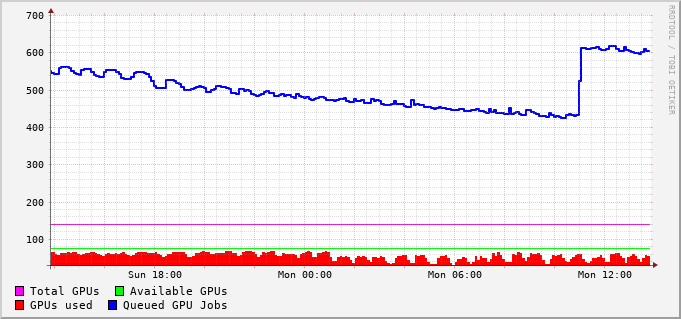 700
600
500
400
300
200
100
Sun 18:00 Mon 00:00 Mon 06:00 Mon 12:00
Total GPUs Available GPUs
GPUs used Queued GPU Jobs
RRDTOOL / TOBI OETIKER